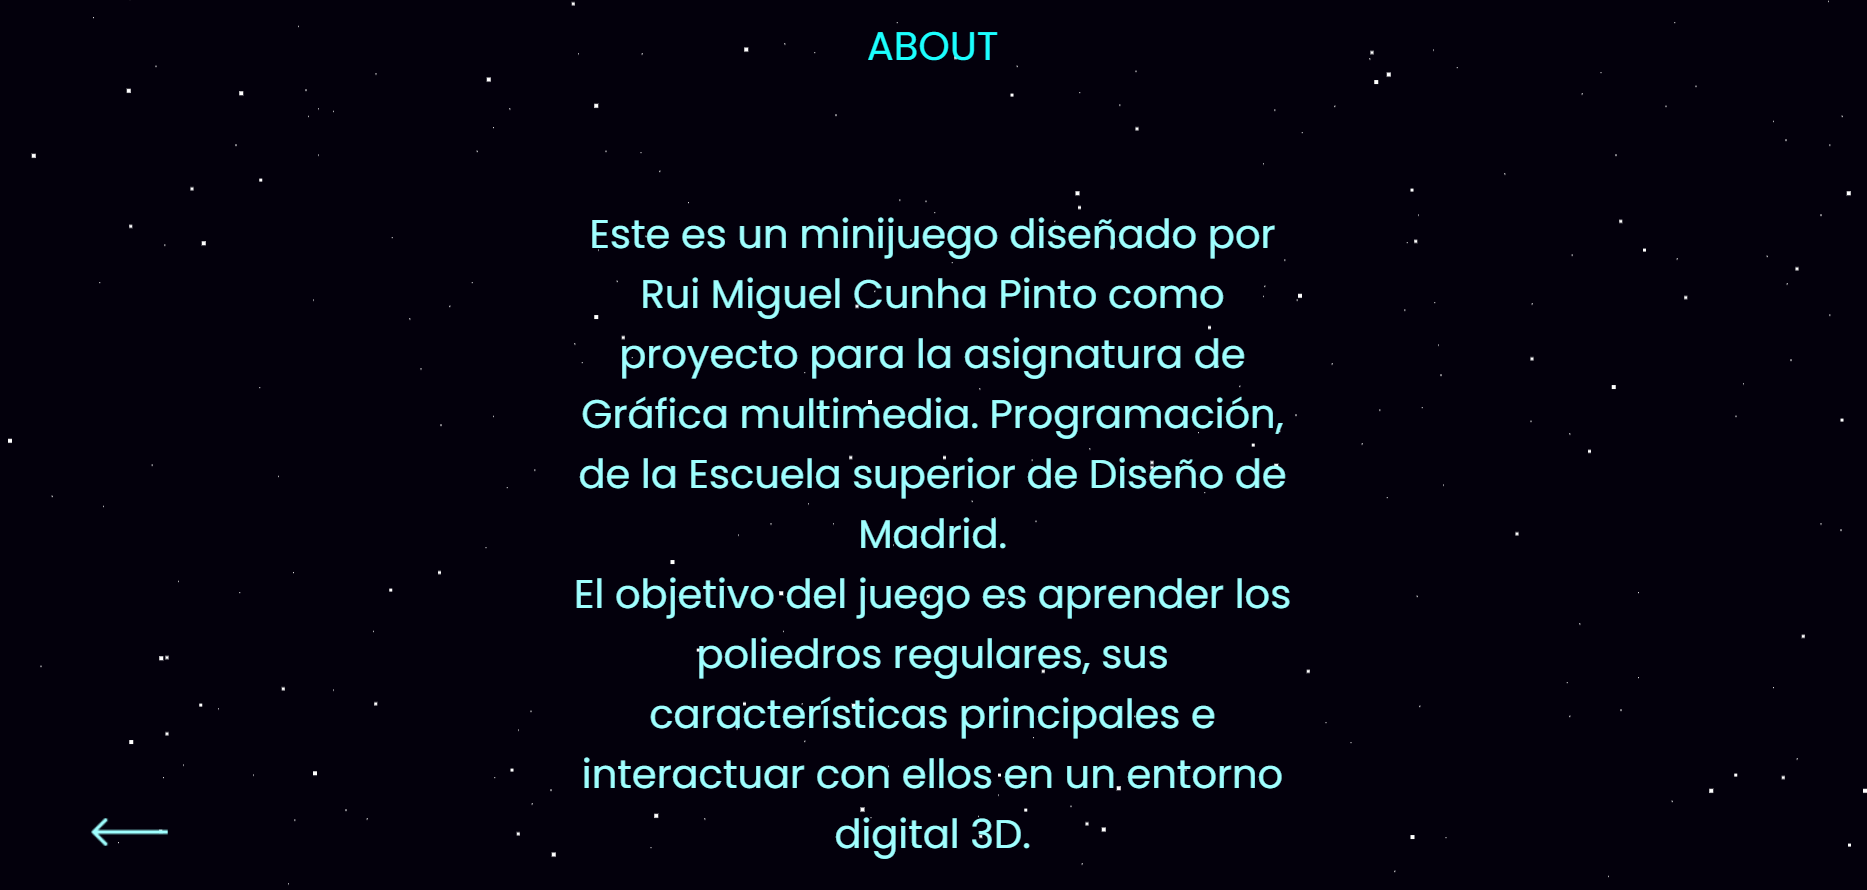 ABOUT
Este es un minijuego diseñado por
Rui Miguel Cunha Pinto como
proyecto para la asignatura de
Gráfica multimedia. Programación,
de la Escuela superior de Diseño de
Madrid.
El objetivo del juego es aprender los
poliedros regulares, sus
características principales e
interactuar con ellos en un entorno
digital 3D.